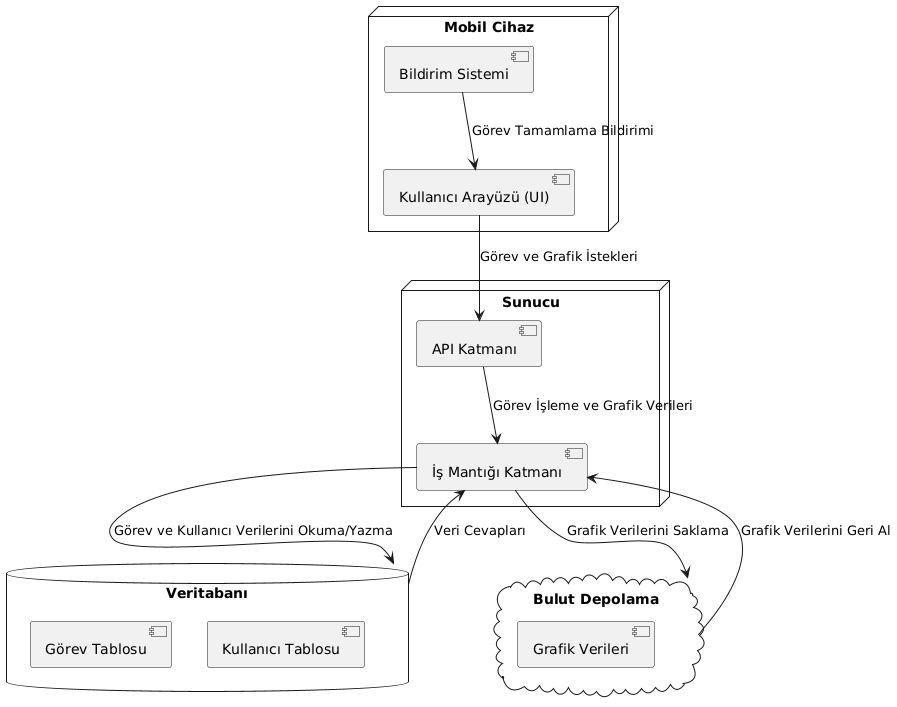 Mobil Cihaz
Bildirim Sistemi
Görev Tamamlama Bildirimi
Kullanıcı Arayüzü (UI)
Görev ve Grafik İstekleri
Sunucu
API Katmanı
Görev İşleme ve Grafik Verileri
İş Mantığı Katmanı
Görev ve Kullanıcı Verilerini Okuma/Yazma
Veri Cevapları
Grafik Verilerini Saklama
Grafik Verilerini Geri Al
Veritabanı
Görev Tablosu
Kullanıcı Tablosu
Bulut Depolama
Grafik Verileri